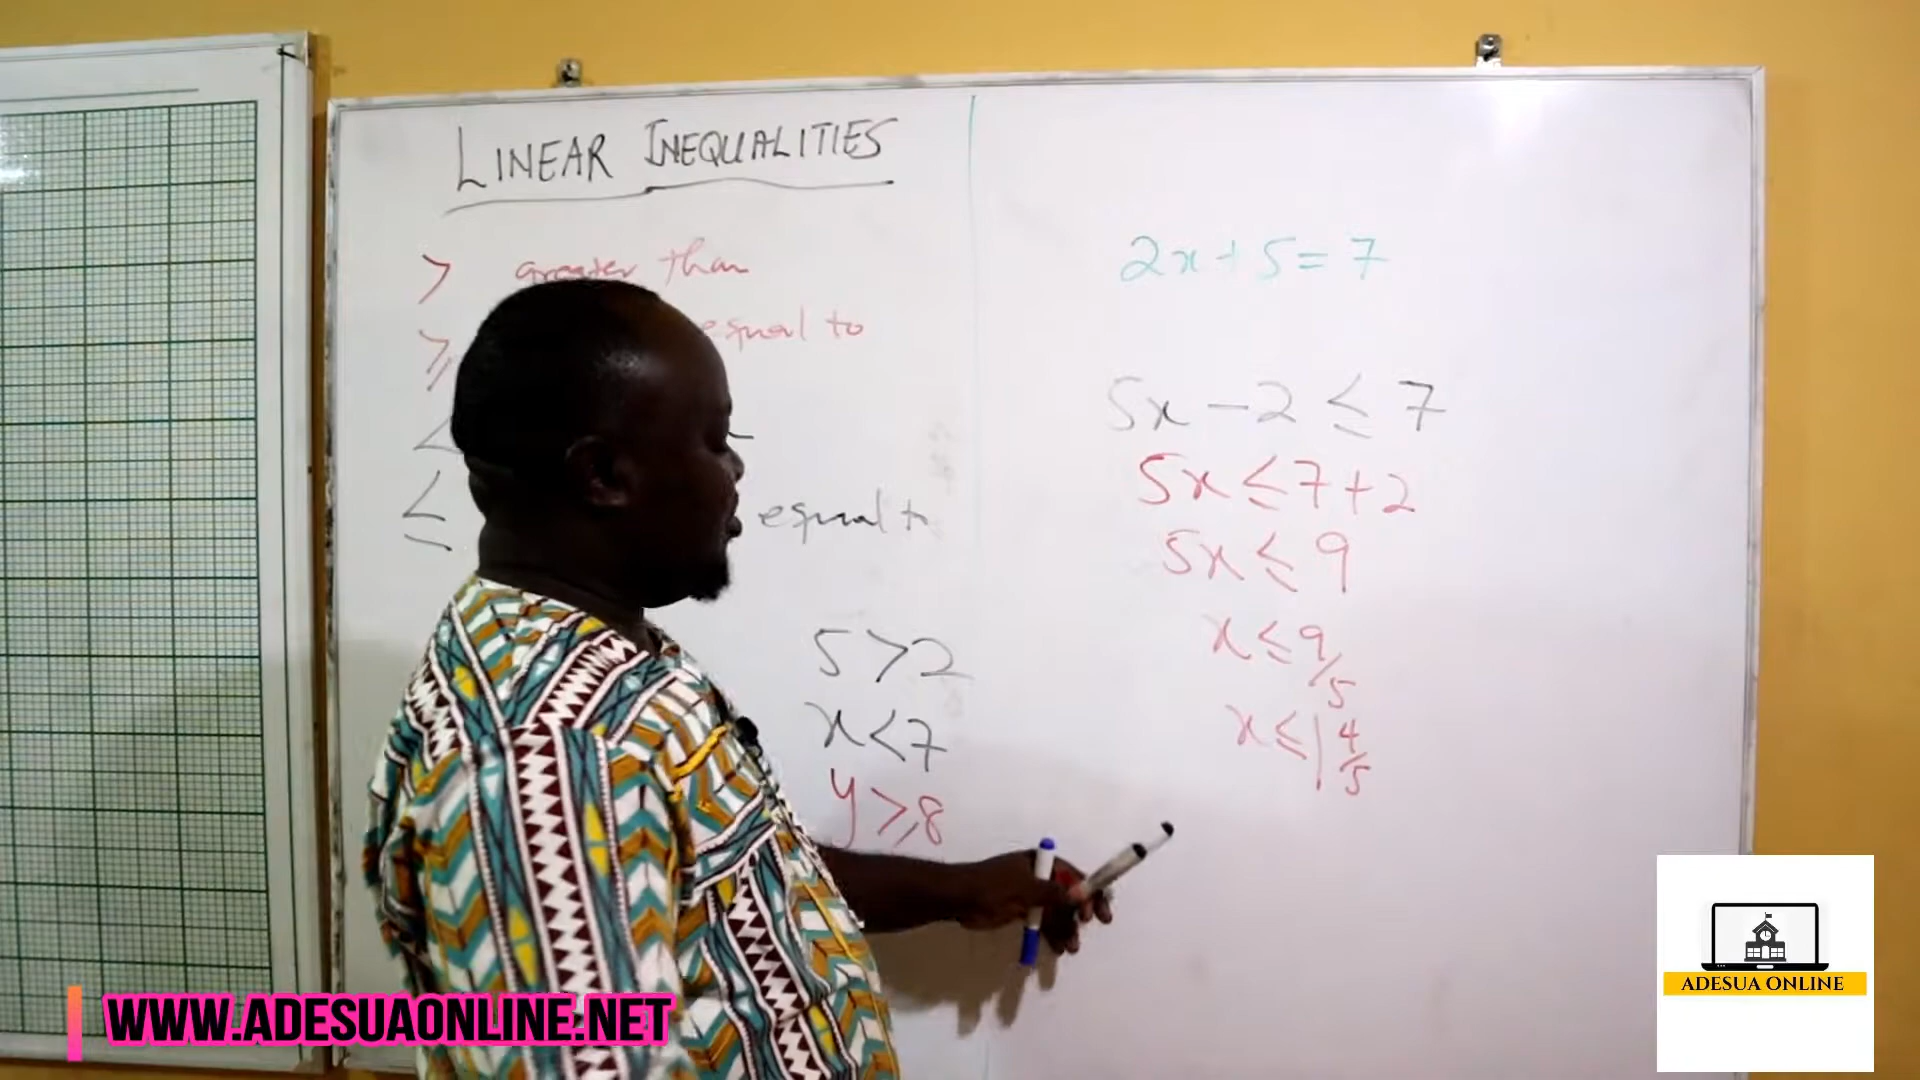 LINEAR INEQUALITIES
> greater than
≥ equal to
<
≤ equal to
5 > 2
x < 7
y ≥ 8
2x + 5 = 7
5x - 2 ≤ 7
5x ≤ 7 + 2
5x ≤ 9
x ≤ 9/5
x ≤ 1 4/5
WWW.ADESUAONLINE.NET
ADESUA ONLINE